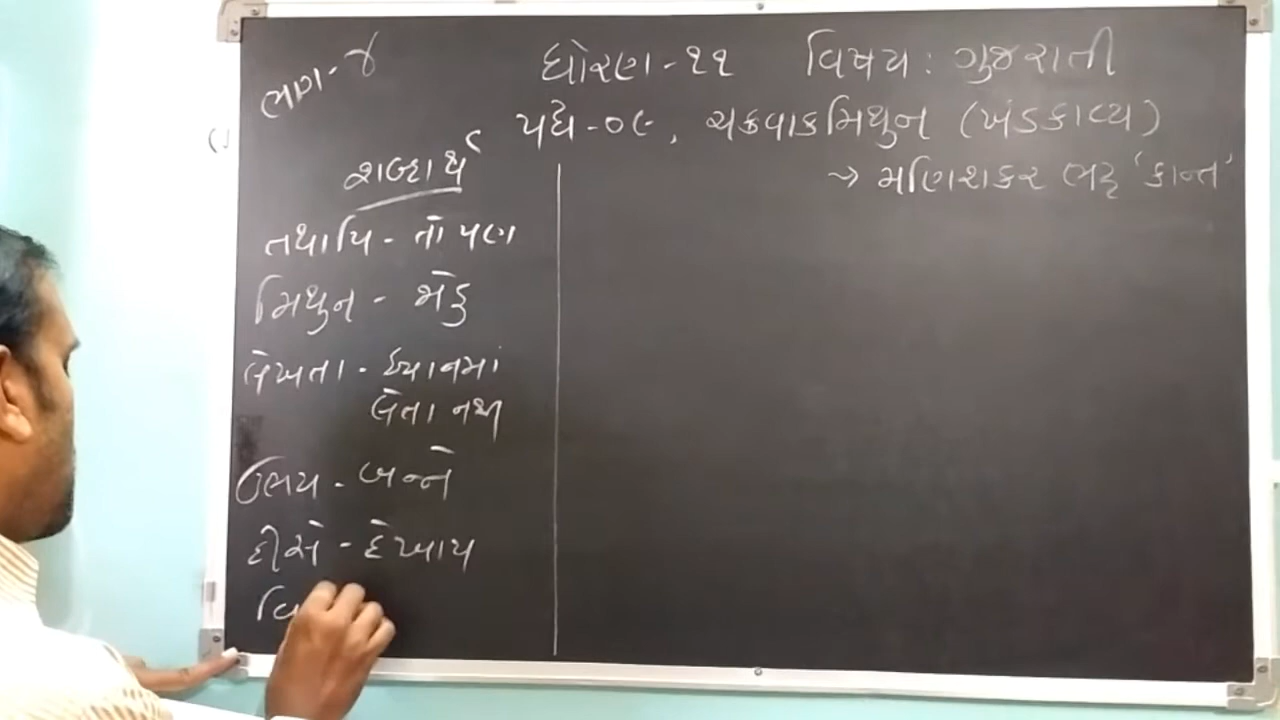 ભાગ-૪
ધોરણ-૧૧ વિષય: ગુજરાતી
પદ્ય-૦૯, ચક્રવાકમિથુન (ખંડકાવ્ય)
→ મણિશકર ભટ્ટ 'કાન્ત'
શબ્દાર્થ
તથાપિ - તો પણ
મિથુન - જોડુ
લેખતા - ધ્યાનમાં
લેતા નથી
ઉભય - બન્ને
દીસે - દેખાય
વિ